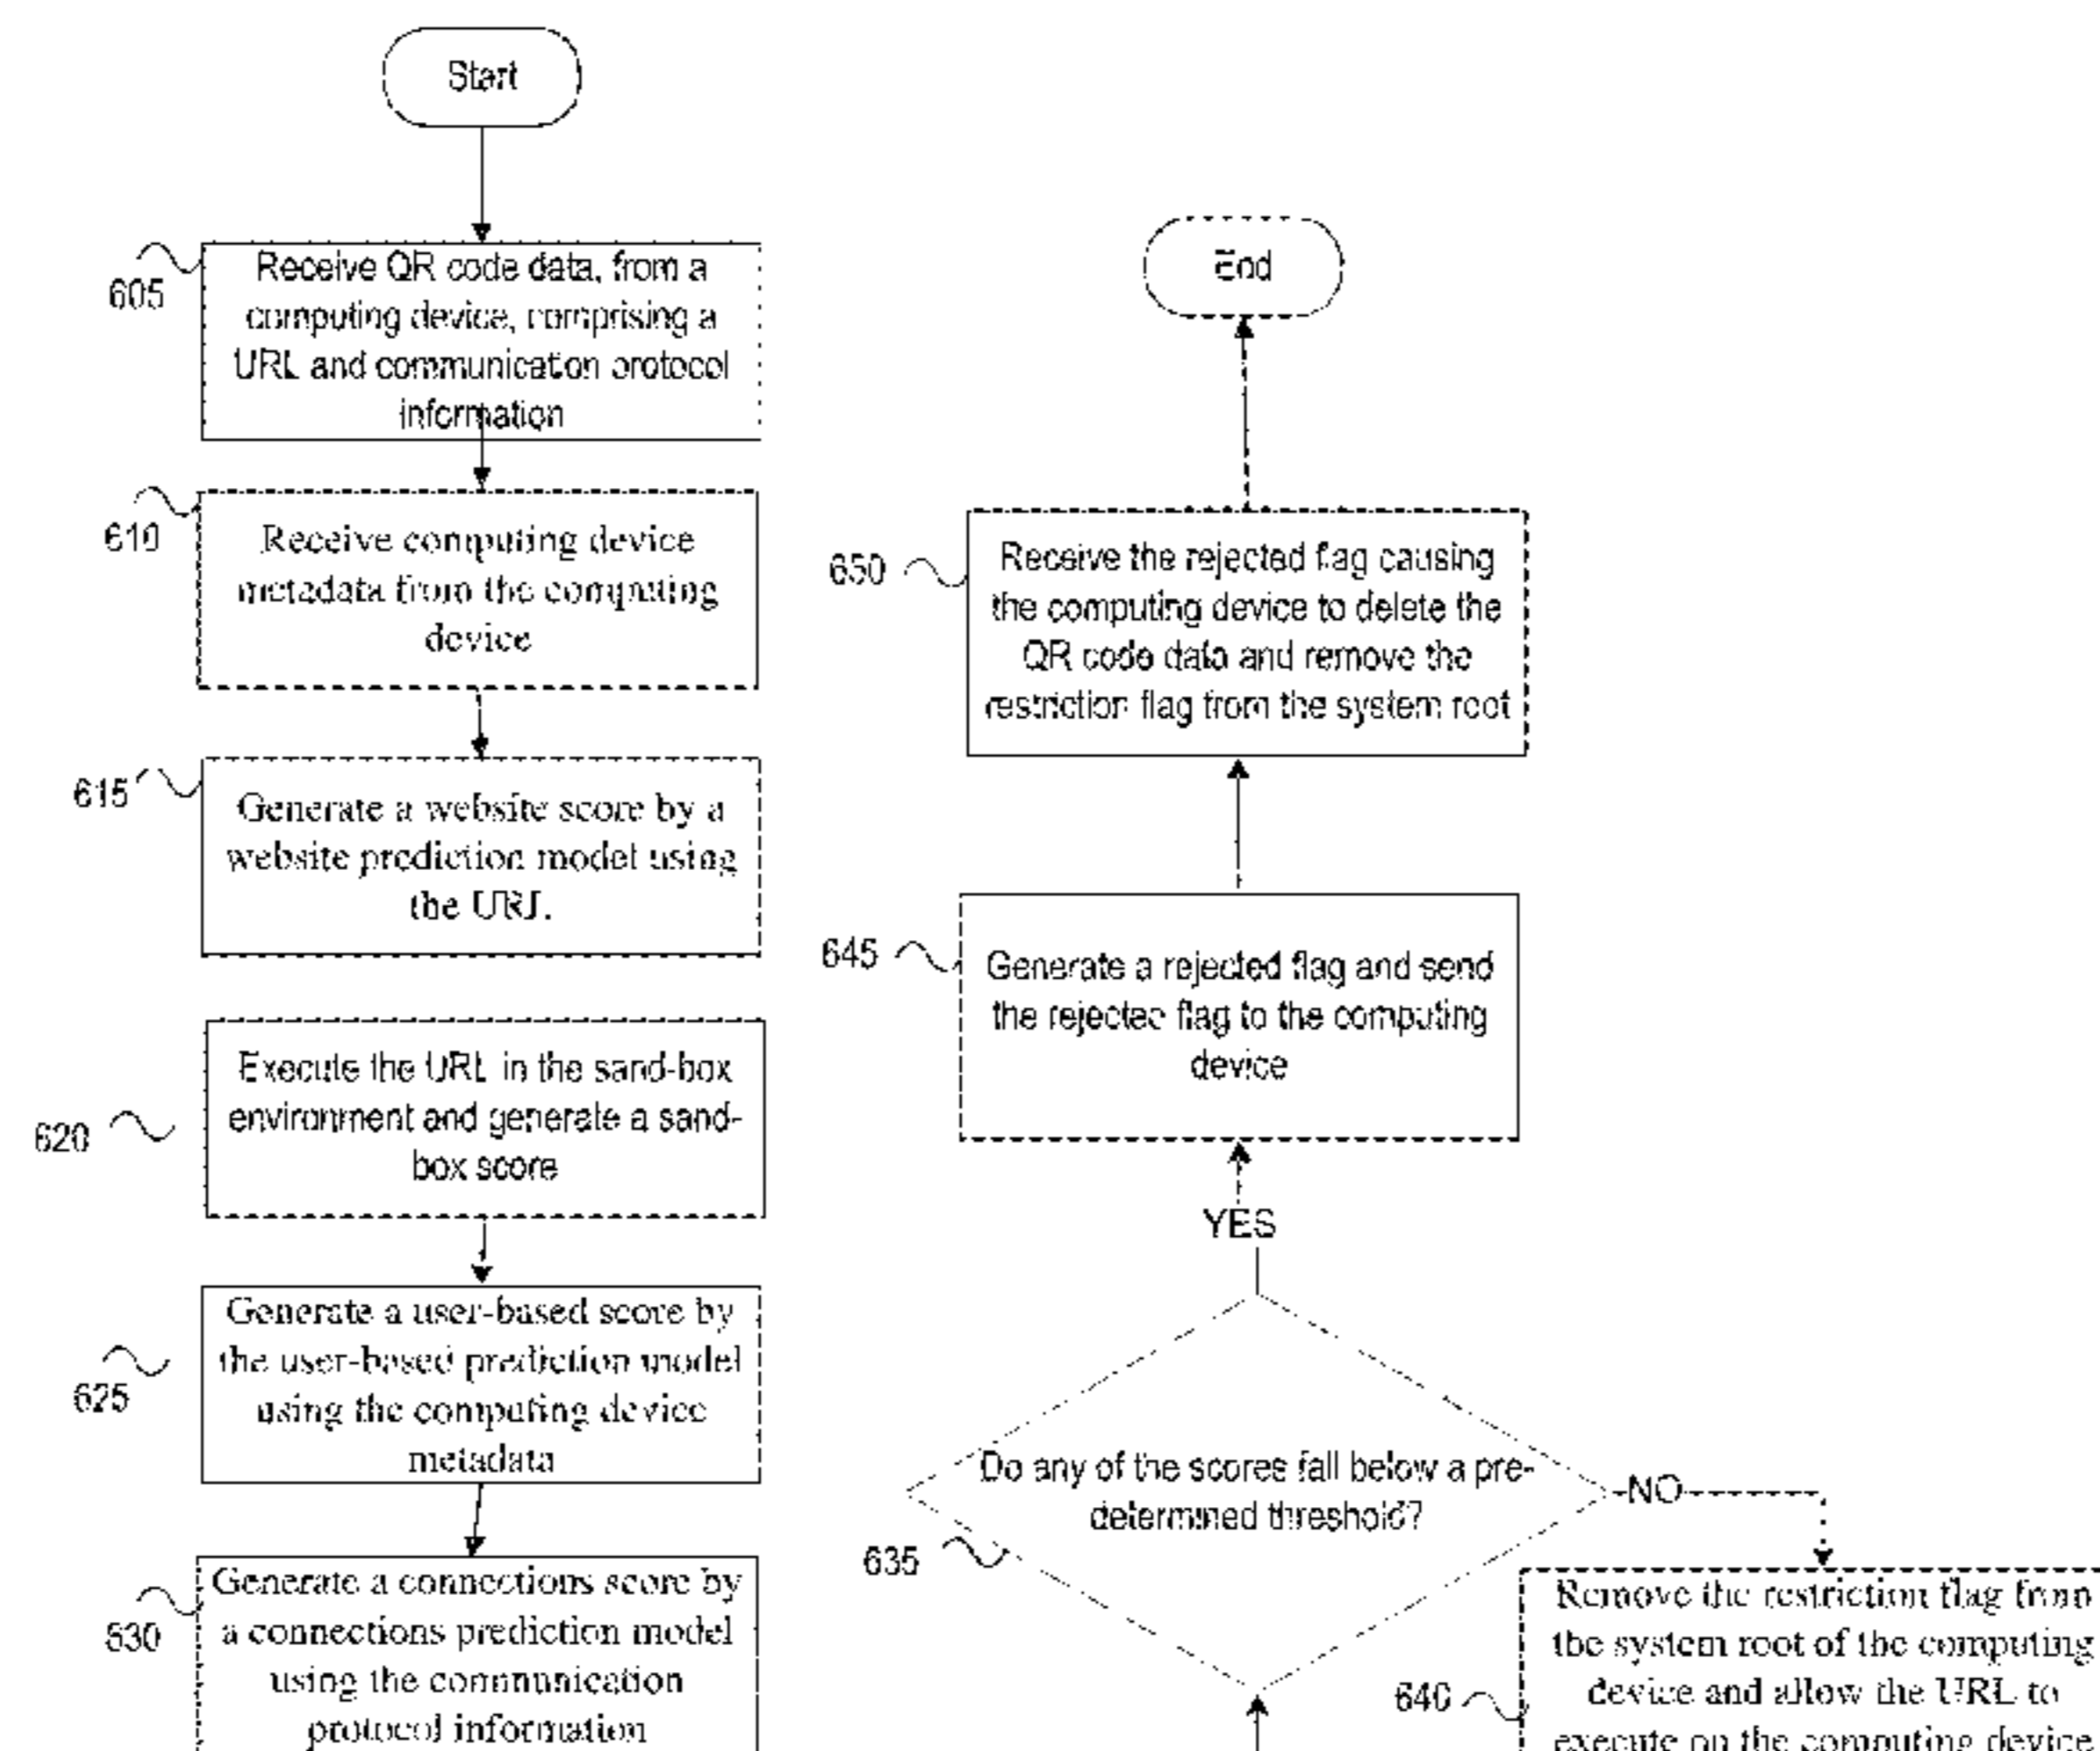 Start
605
Receive QR code data, from a
computing device, comprising a
URL and communication protocol
information
610
Receive computing device
metadata from the computing
device
615
Generate a website score by a
website prediction model using
the URL
620
Execute the URL in the sand-box
environment and generate a sand-
box score
625
Generate a user-based score by
the user-based prediction model
using the computing device
metadata
630
Generate a connections score by
a connections prediction model
using the communication
protocol information
End
650
Receive the rejected flag causing
the computing device to delete the
QR code data and remove the
restriction flag from the system root
645
Generate a rejected flag and send
the rejected flag to the computing
device
YES
Do any of the scores fall below a pre-
determined threshold?
635
NO
640
Remove the restriction flag from
the system root of the computing
device and allow the URL to
execute on the computing device